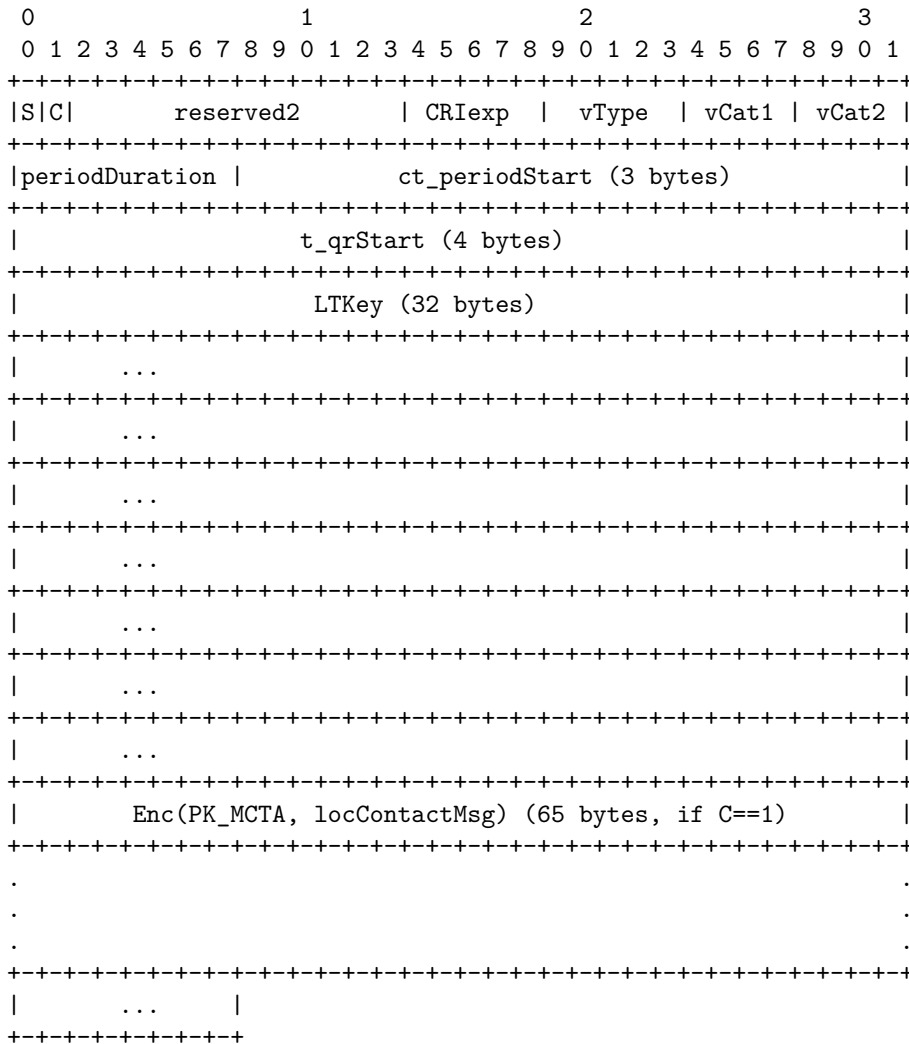 0                   1                   2                   3
 0 1 2 3 4 5 6 7 8 9 0 1 2 3 4 5 6 7 8 9 0 1 2 3 4 5 6 7 8 9 0 1
+-+-+-+-+-+-+-+-+-+-+-+-+-+-+-+-+-+-+-+-+-+-+-+-+-+-+-+-+-+-+-+-+
|S|C|       reserved2       | CRIexp  |  vType  | vCat1 | vCat2 |
+-+-+-+-+-+-+-+-+-+-+-+-+-+-+-+-+-+-+-+-+-+-+-+-+-+-+-+-+-+-+-+-+
|periodDuration |           ct_periodStart (3 bytes)            |
+-+-+-+-+-+-+-+-+-+-+-+-+-+-+-+-+-+-+-+-+-+-+-+-+-+-+-+-+-+-+-+-+
|                    t_qrStart (4 bytes)                        |
+-+-+-+-+-+-+-+-+-+-+-+-+-+-+-+-+-+-+-+-+-+-+-+-+-+-+-+-+-+-+-+-+
|                     LTKey (32 bytes)                          |
+-+-+-+-+-+-+-+-+-+-+-+-+-+-+-+-+-+-+-+-+-+-+-+-+-+-+-+-+-+-+-+-+
|       ...                                                     |
+-+-+-+-+-+-+-+-+-+-+-+-+-+-+-+-+-+-+-+-+-+-+-+-+-+-+-+-+-+-+-+-+
|       ...                                                     |
+-+-+-+-+-+-+-+-+-+-+-+-+-+-+-+-+-+-+-+-+-+-+-+-+-+-+-+-+-+-+-+-+
|       ...                                                     |
+-+-+-+-+-+-+-+-+-+-+-+-+-+-+-+-+-+-+-+-+-+-+-+-+-+-+-+-+-+-+-+-+
|       ...                                                     |
+-+-+-+-+-+-+-+-+-+-+-+-+-+-+-+-+-+-+-+-+-+-+-+-+-+-+-+-+-+-+-+-+
|       ...                                                     |
+-+-+-+-+-+-+-+-+-+-+-+-+-+-+-+-+-+-+-+-+-+-+-+-+-+-+-+-+-+-+-+-+
|       ...                                                     |
+-+-+-+-+-+-+-+-+-+-+-+-+-+-+-+-+-+-+-+-+-+-+-+-+-+-+-+-+-+-+-+-+
|       ...                                                     |
+-+-+-+-+-+-+-+-+-+-+-+-+-+-+-+-+-+-+-+-+-+-+-+-+-+-+-+-+-+-+-+-+
|        Enc(PK_MCTA, locContactMsg) (65 bytes, if C==1)        |
+-+-+-+-+-+-+-+-+-+-+-+-+-+-+-+-+-+-+-+-+-+-+-+-+-+-+-+-+-+-+-+-+
.                                                               .
.                                                               .
.                                                               .
+-+-+-+-+-+-+-+-+-+-+-+-+-+-+-+-+-+-+-+-+-+-+-+-+-+-+-+-+-+-+-+-+
|       ...     |
+-+-+-+-+-+-+-+-+